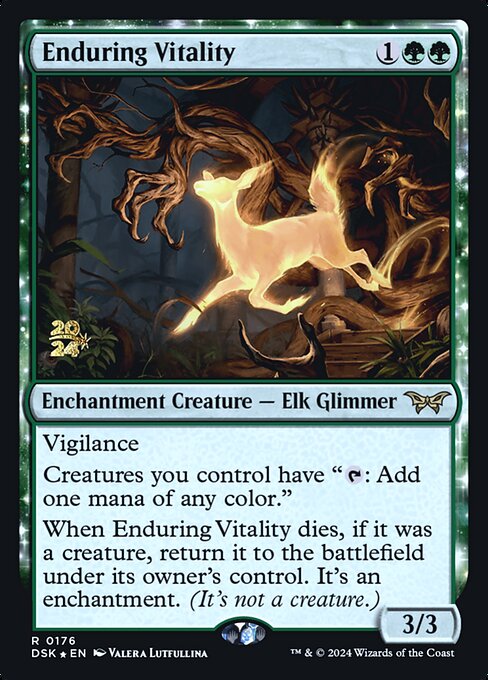 Enduring Vitality 1
2024
Enchantment Creature — Elk Glimmer
Vigilance
Creatures you control have “: Add
one mana of any color.”
When Enduring Vitality dies, if it was
a creature, return it to the battlefield
under its owner’s control. It’s an
enchantment. (It’s not a creature.)
3/3
R 0176
DSK ★ EN VALERA LUTFULLINA
™ & © 2024 Wizards of the Coast